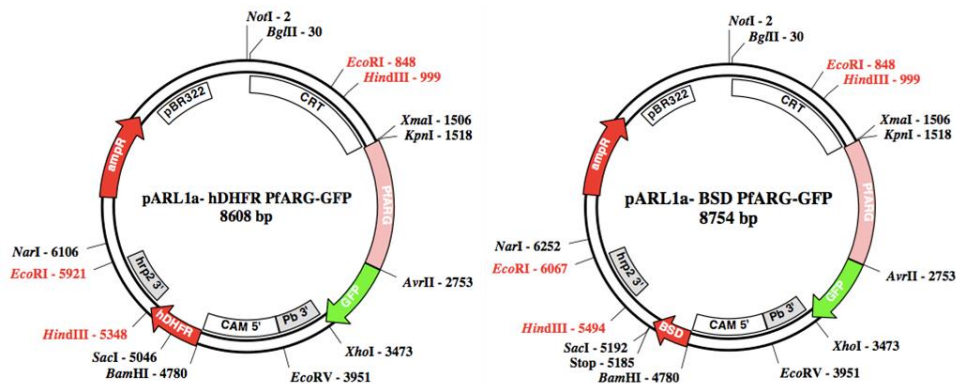 NotI - 2
BglII - 30
EcoRI - 848
HindIII - 999
CRT
XmaI - 1506
KpnI - 1518
PfARG
AvrII - 2753
GFP
XhoI - 3473
EcoRV - 3951
Pb 3'
CAM 5'
BamHI - 4780
SacI - 5046
hDHFR
HindIII - 5348
hrp2 3'
EcoRI - 5921
NarI - 6106
ampR
pBR322
pARL1a- hDHFR PfARG-GFP
8608 bp
NotI - 2
BglII - 30
EcoRI - 848
HindIII - 999
CRT
XmaI - 1506
KpnI - 1518
PfARG
AvrII - 2753
GFP
XhoI - 3473
EcoRV - 3951
Pb 3'
CAM 5'
BamHI - 4780
Stop - 5185
SacI - 5192
BSD
HindIII - 5494
hrp2 3'
EcoRI - 6067
NarI - 6252
ampR
pBR322
pARL1a- BSD PfARG-GFP
8754 bp